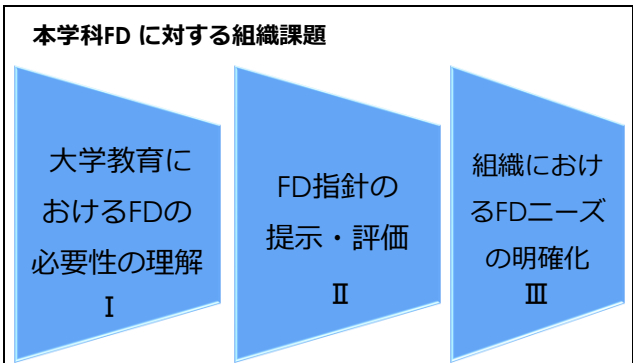 本学科FD に対する組織課題
大学教育に
おけるFDの
必要性の理解
Ⅰ
FD指針の
提示・評価
Ⅱ
組織におけ
るFDニーズ
の明確化
Ⅲ